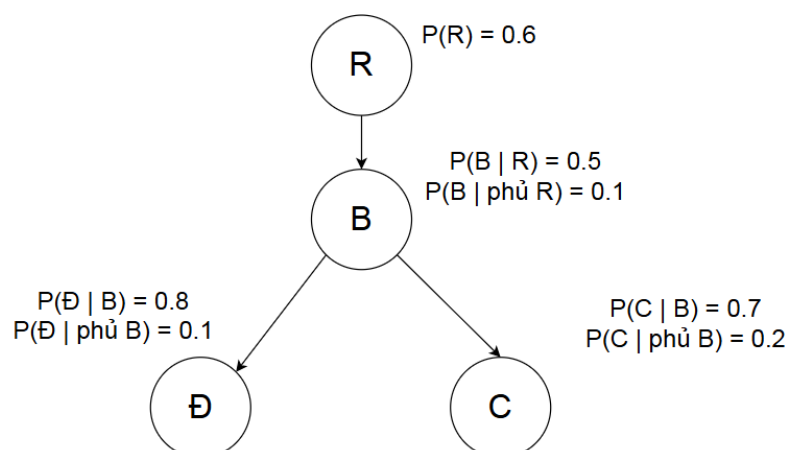 R
P(R) = 0.6
P(B | R) = 0.5
P(B | phủ R) = 0.1
B
P(Đ | B) = 0.8
P(Đ | phủ B) = 0.1
P(C | B) = 0.7
P(C | phủ B) = 0.2
Đ
C